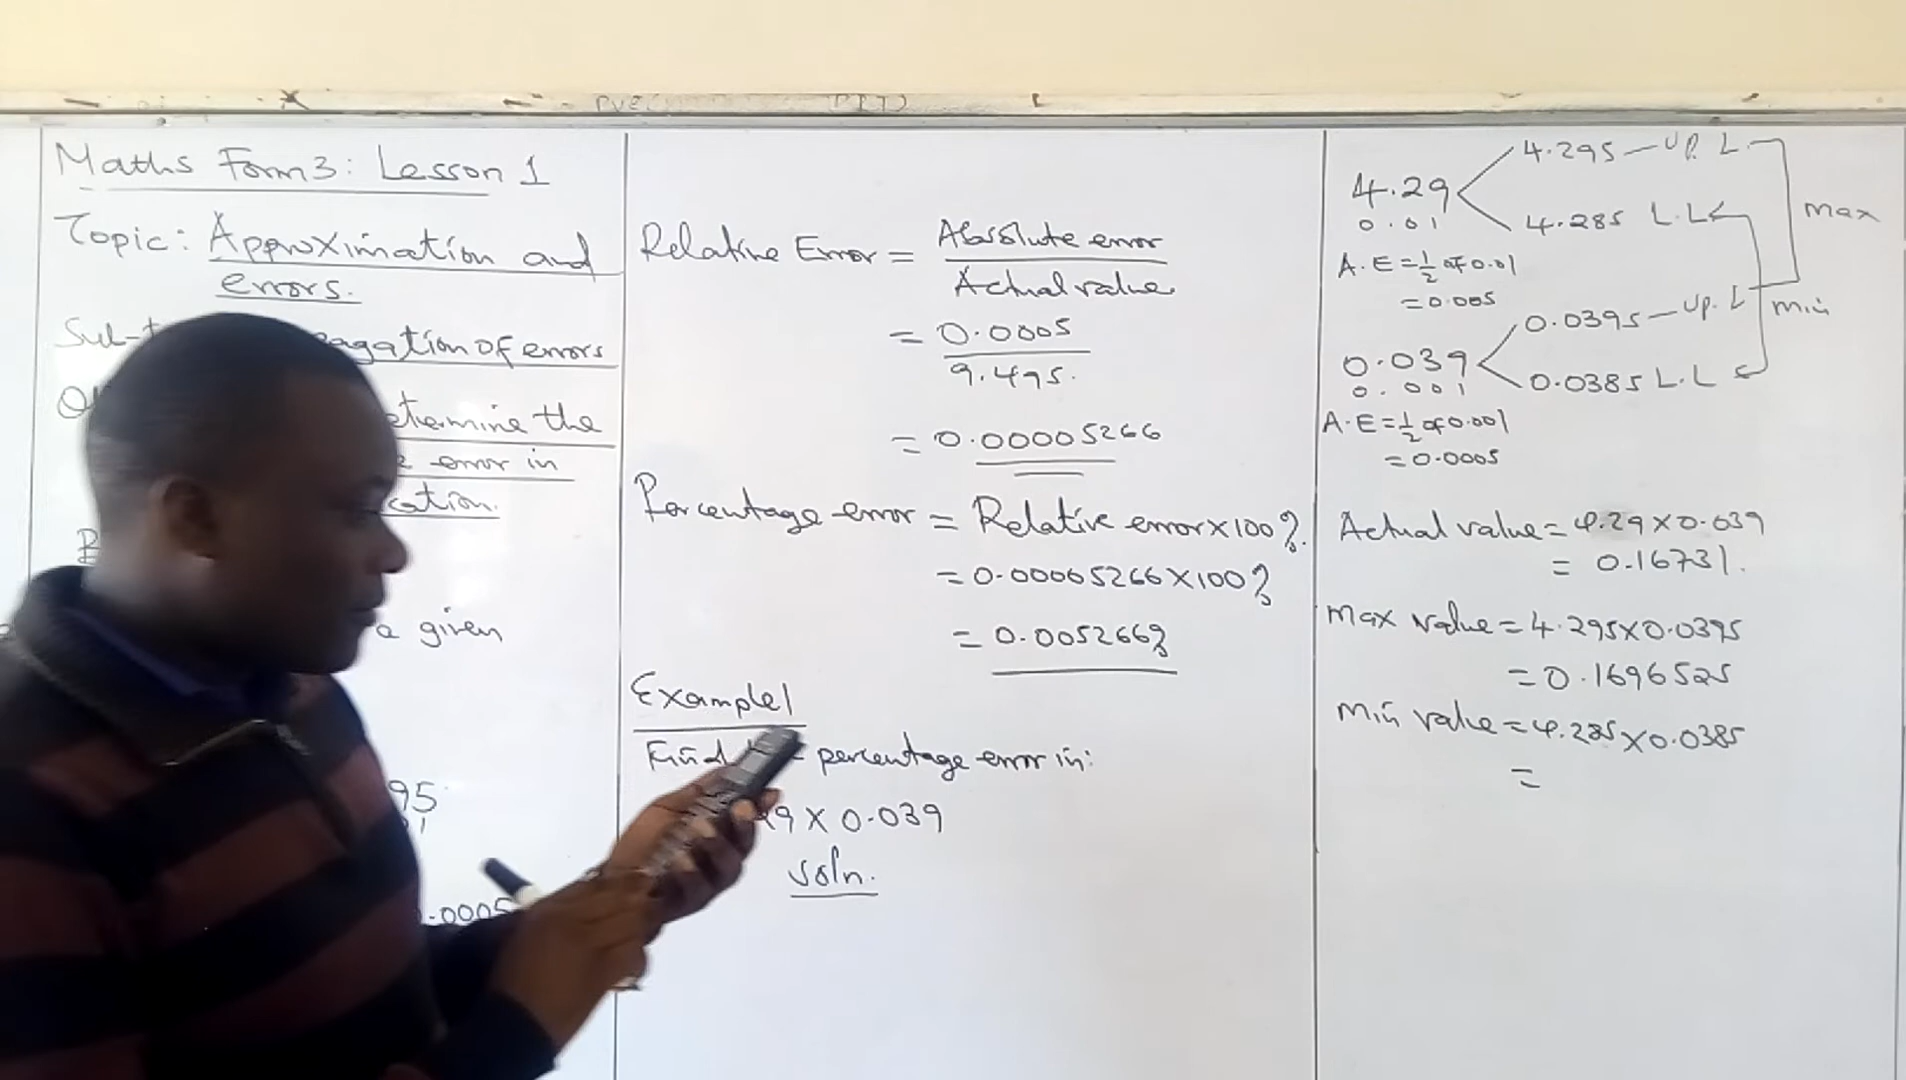 Maths Form 3: Lesson 1
Topic: Approximation and
errors.
agation of errors
etermine the
error in
cation.
a given
95
.0005
Relative Error = Absolute error
Actual value
= 0.0005
9.495.
= 0.00005266
Percentage error = Relative error x 100%.
= 0.00005266 x 100%
= 0.005266%
Example 1
Find percentage error in:
9 x 0.039
soln.
4.295 — UP. L.
4.29
0.01
4.285 L.L
max
A.E = 1/2 of 0.01
= 0.005
0.0395 — Up. L
min
0.039
0.001
0.0385 L.L
A.E = 1/2 of 0.001
= 0.0005
Actual value = 4.29 x 0.039
= 0.16731.
Max value = 4.295 x 0.0395
= 0.1696525
Min value = 4.285 x 0.0385
=